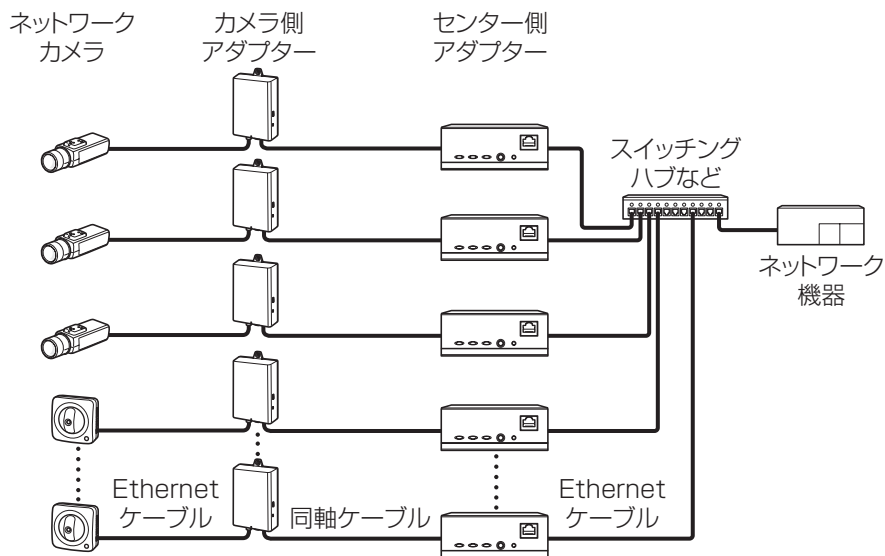 ネットワーク
カメラ
カメラ側
アダプター
センター側
アダプター
スイッチング
ハブなど
ネットワーク
機器
Ethernet
ケーブル
同軸ケーブル
Ethernet
ケーブル